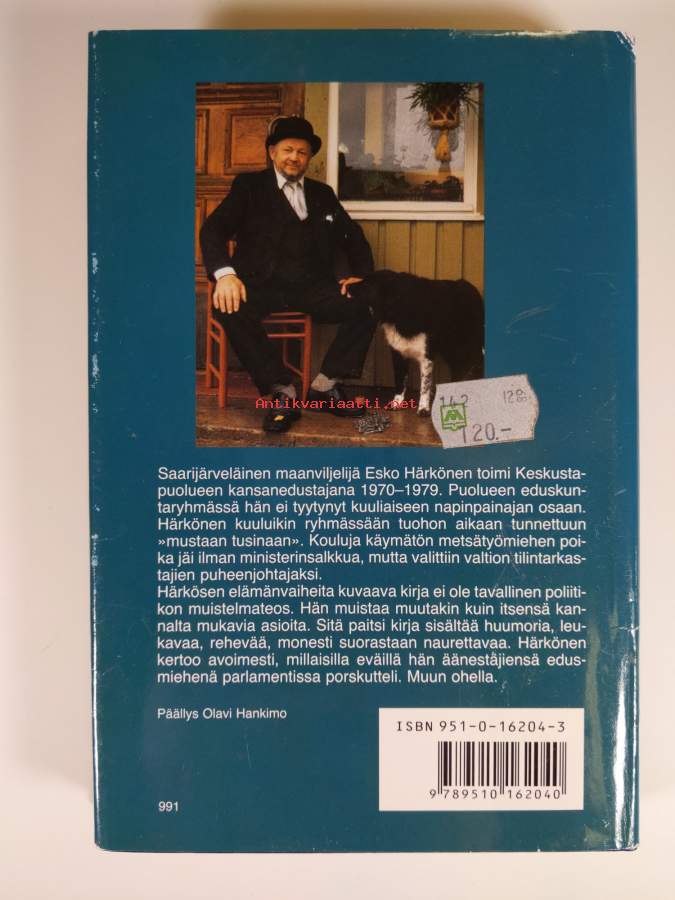 Antikvariaatti.net
142 128
120.-
Saarijärveläinen maanviljelijä Esko Härkönen toimi Keskusta-
puolueen kansanedustajana 1970–1979. Puolueen eduskun-
taryhmässä hän ei tyytynyt kuuliaiseen napinpainajan osaan.
Härkönen kuuluikin ryhmässään tuohon aikaan tunnettuun
»mustaan tusinaan». Kouluja käymätön metsätyömiehen poi-
ka jäi ilman ministerinsalkkua, mutta valittiin valtion tilintarkas-
tajien puheenjohtajaksi.
Härkösen elämänvaiheita kuvaava kirja ei ole tavallinen poliiti-
kon muistelmateos. Hän muistaa muutakin kuin itsensä kan-
nalta mukavia asioita. Sitä paitsi kirja sisältää huumoria, leu-
kavaa, rehevää, monesti suorastaan naurettavaa. Härkönen
kertoo avoimesti, millaisilla eväillä hän äänestäjiensä edus-
miehenä parlamentissa porskutteli. Muun ohella.
Päällys Olavi Hankimo
ISBN 951-0-16204-3
9 789510 162040
991